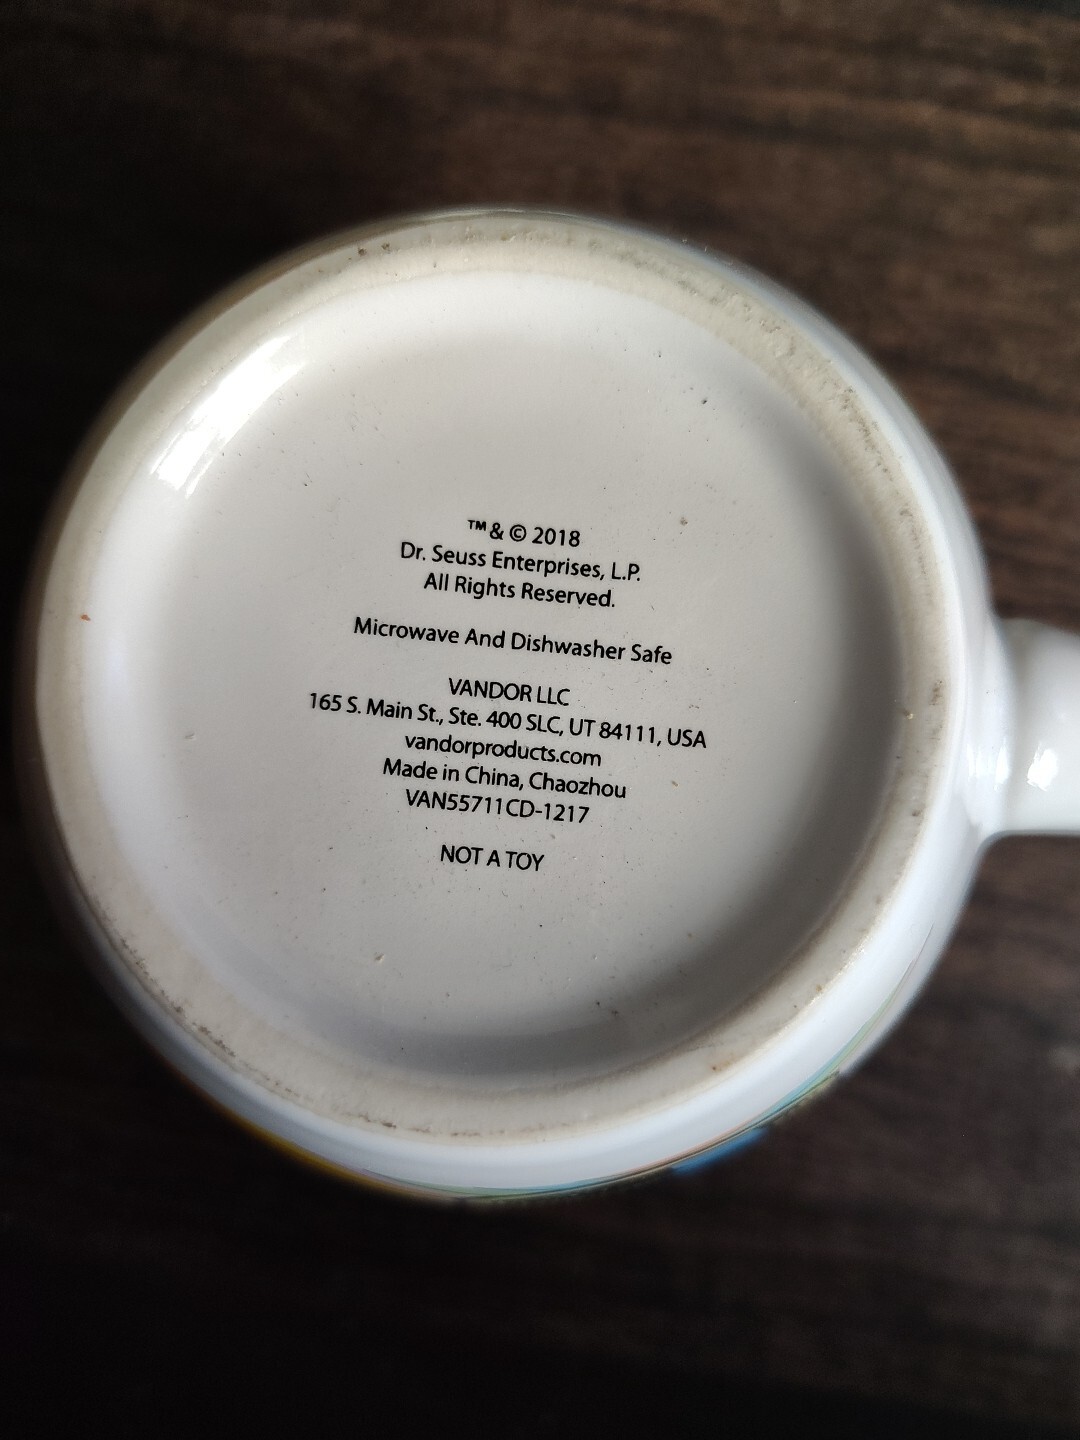 ™ & © 2018
Dr. Seuss Enterprises, L.P.
All Rights Reserved.
Microwave And Dishwasher Safe
VANDOR LLC
165 S. Main St., Ste. 400 SLC, UT 84111, USA
vandorproducts.com
Made in China, Chaozhou
VAN55711CD-1217
NOT A TOY